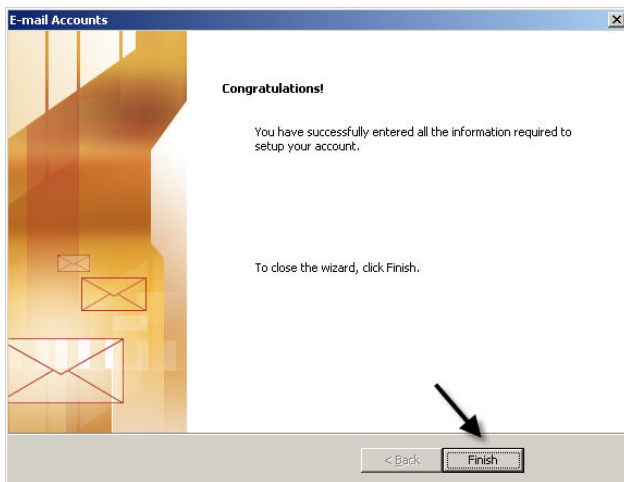 E-mail Accounts
Congratulations!
You have successfully entered all the information required to
setup your account.
To close the wizard, click Finish.
< Back
Finish